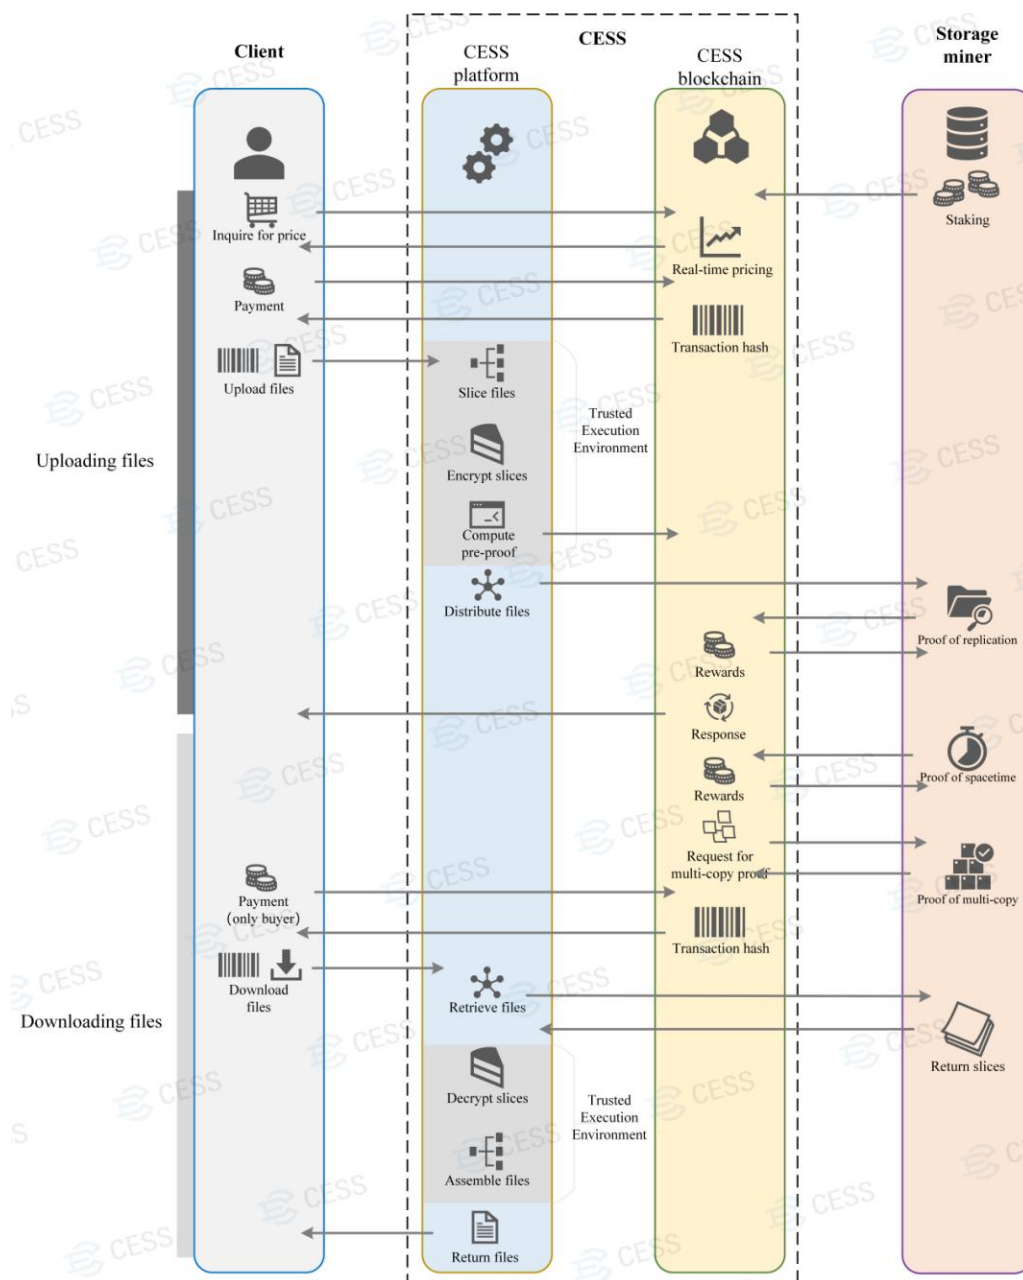 Client
CESS
CESS
platform
CESS
blockchain
Storage
miner
Inquire for price
Staking
Real-time pricing
Payment
Transaction hash
Upload files
Slice files
Trusted
Execution
Environment
Encrypt slices
Uploading files
Compute
pre-proof
Distribute files
Proof of replication
Rewards
Response
Proof of spacetime
Rewards
Request for
multi-copy proof
Payment
(only buyer)
Proof of multi-copy
Transaction hash
Download
files
Retrieve files
Downloading files
Return slices
Decrypt slices
Trusted
Execution
Environment
Assemble files
Return files
CESS